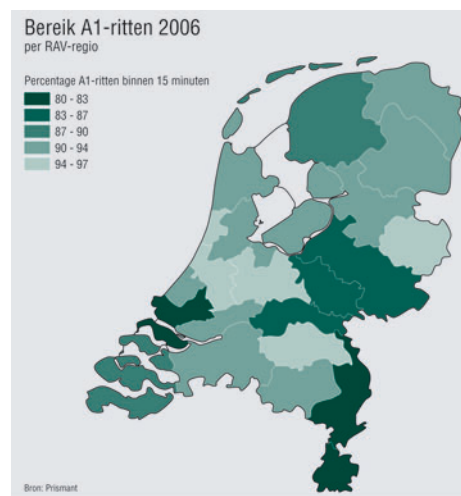 Bereik A1-ritten 2006
per RAV-regio
Percentage A1-ritten binnen 15 minuten
80 - 83
83 - 87
87 - 90
90 - 94
94 - 97
Bron: Prismant